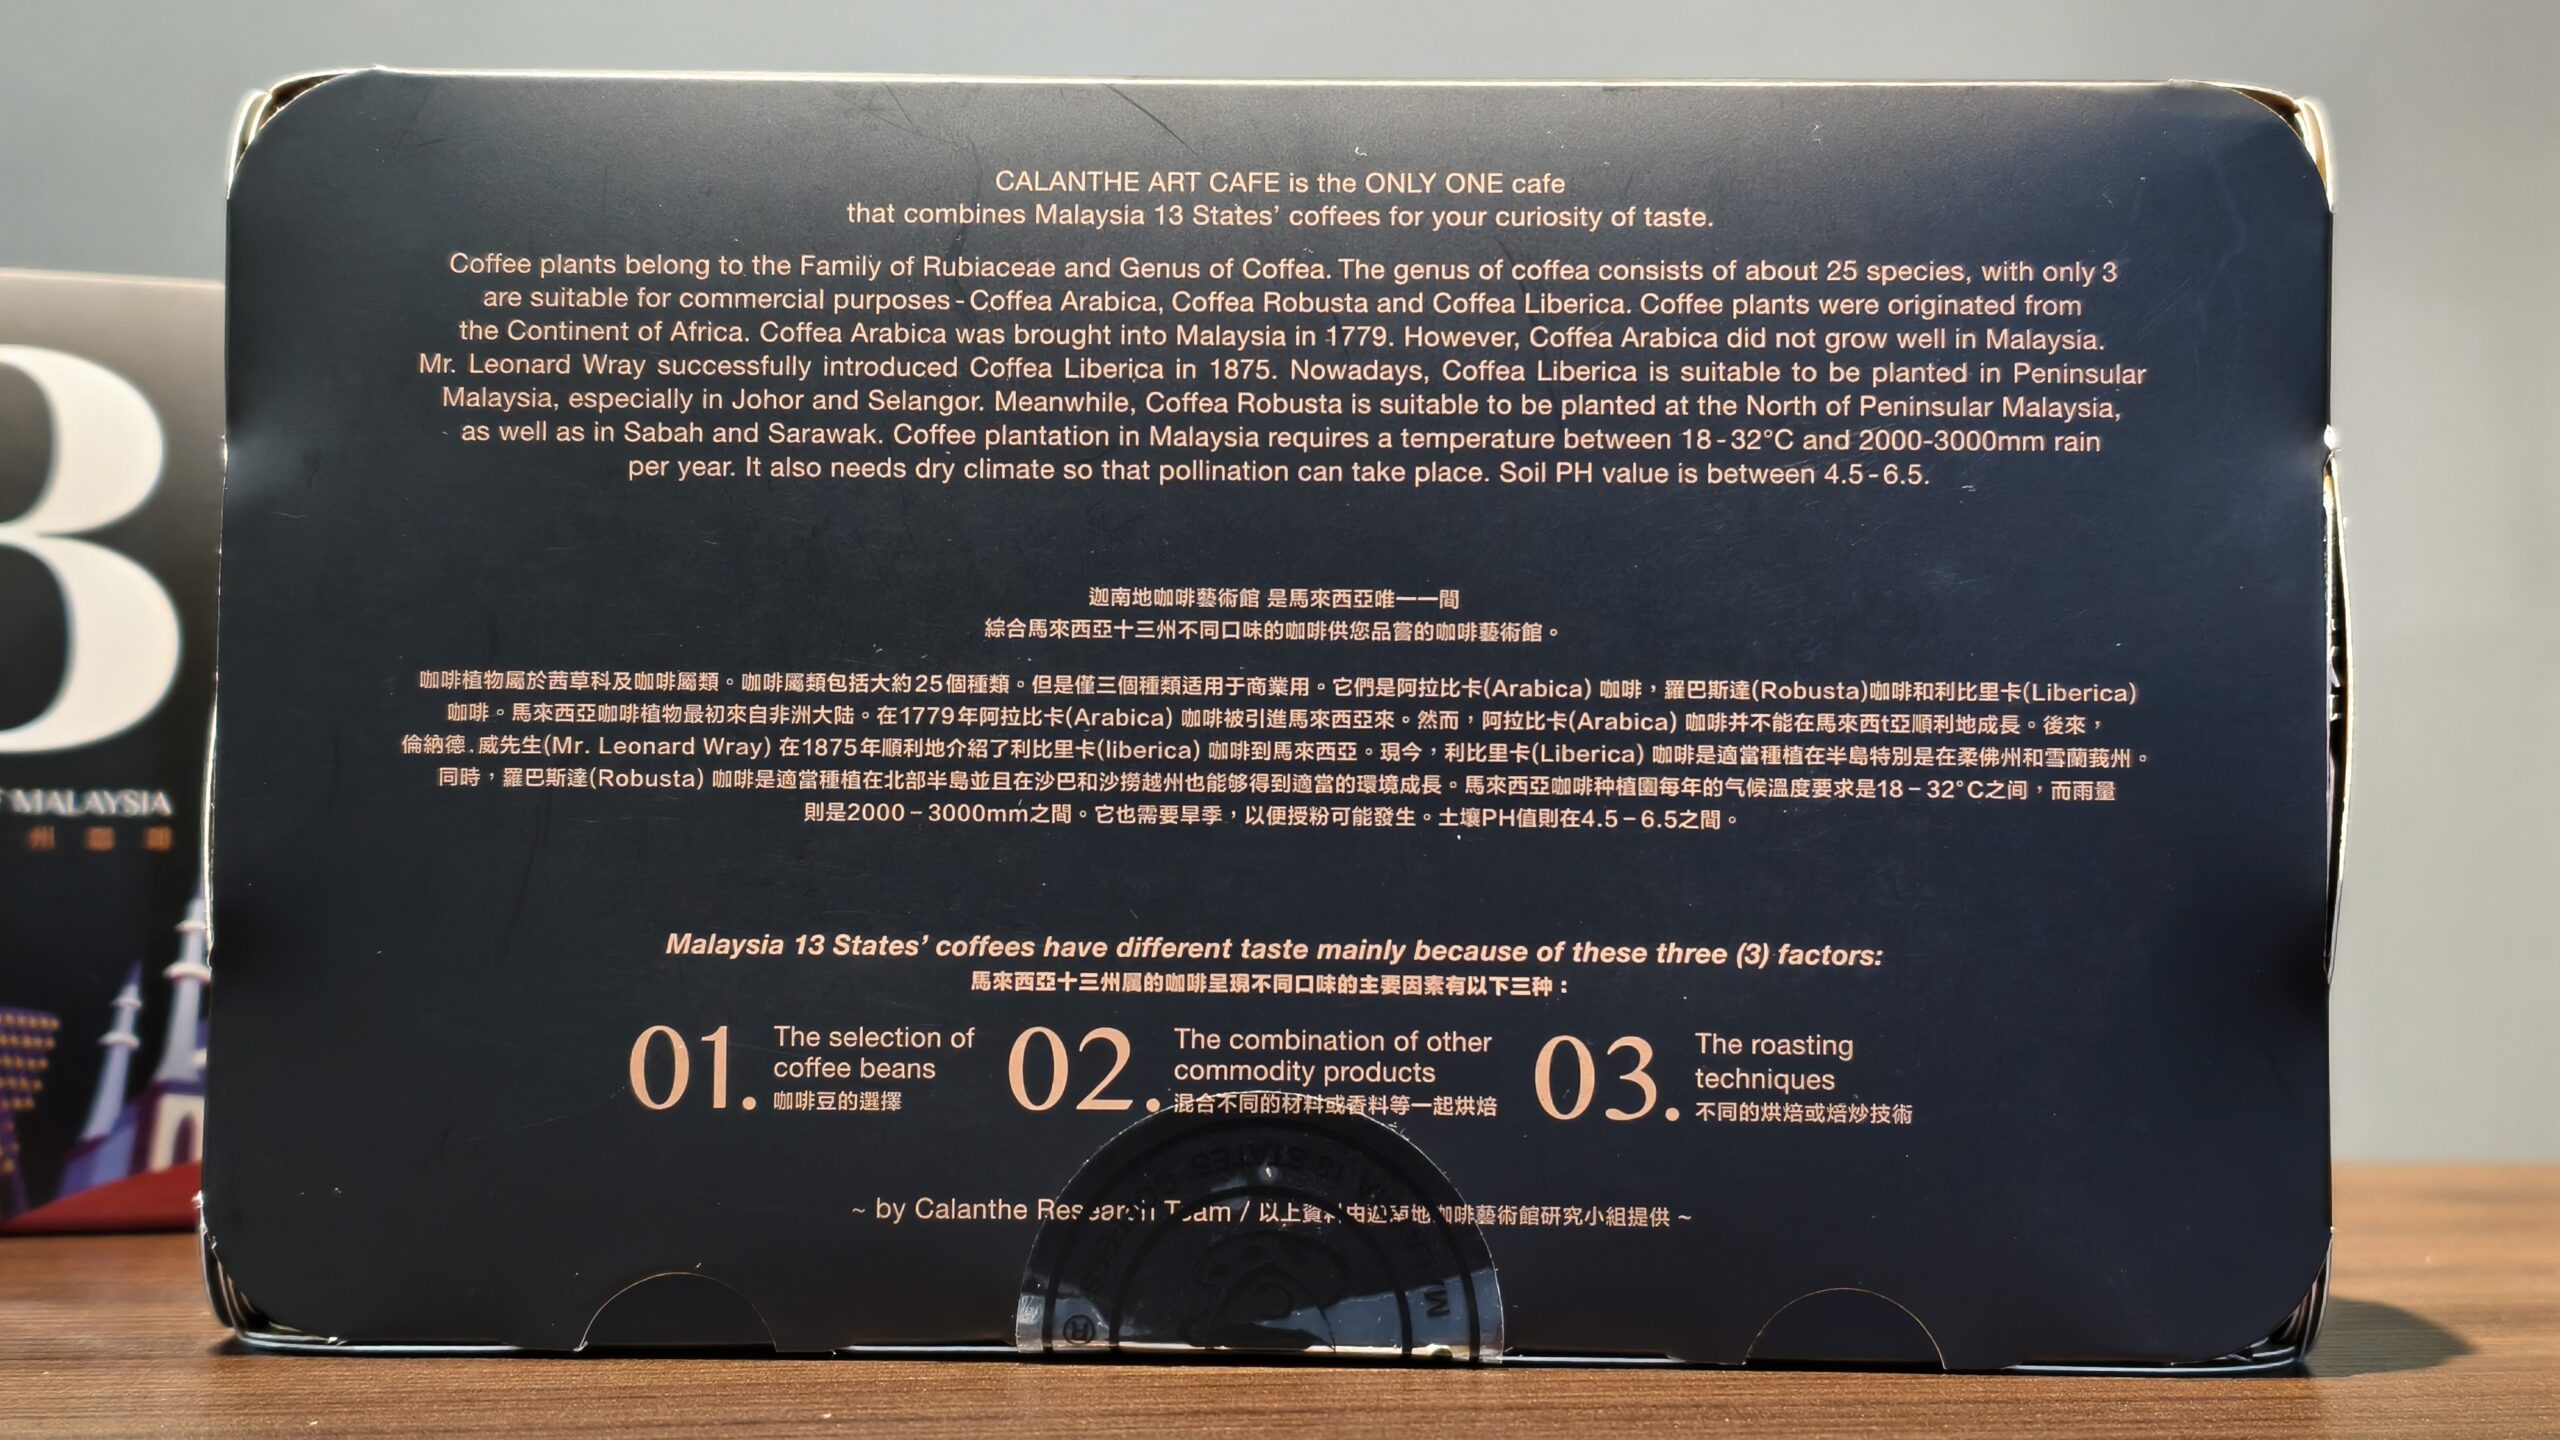 CALANTHE ART CAFE is the ONLY ONE cafe
that combines Malaysia 13 States' coffees for your curiosity of taste.
Coffee plants belong to the Family of Rubiaceae and Genus of Coffea. The genus of coffea consists of about 25 species, with only 3
are suitable for commercial purposes - Coffea Arabica, Coffea Robusta and Coffea Liberica. Coffee plants were originated from
the Continent of Africa. Coffea Arabica was brought into Malaysia in 1779. However, Coffea Arabica did not grow well in Malaysia.
Mr. Leonard Wray successfully introduced Coffea Liberica in 1875. Nowadays, Coffea Liberica is suitable to be planted in Peninsular
Malaysia, especially in Johor and Selangor. Meanwhile, Coffea Robusta is suitable to be planted at the North of Peninsular Malaysia,
as well as in Sabah and Sarawak. Coffee plantation in Malaysia requires a temperature between 18-32°C and 2000-3000mm rain
per year. It also needs dry climate so that pollination can take place. Soil PH value is between 4.5-6.5.
迦南地咖啡藝術館 是馬來西亞唯一一間
綜合馬來西亞十三州不同口味的咖啡供您品嘗的咖啡藝術館。
咖啡植物屬於茜草科及咖啡屬類。咖啡屬類包括大約25個種類。但是僅三個種類适用于商業用。它們是阿拉比卡(Arabica) 咖啡，羅巴斯達(Robusta)咖啡和利比里卡(Liberica)
咖啡。馬來西亞咖啡植物最初來自非洲大陆。在1779年阿拉比卡(Arabica) 咖啡被引進馬來西亞來。然而，阿拉比卡(Arabica) 咖啡并不能在馬來西t亞順利地成長。後來，
倫納德.威先生(Mr. Leonard Wray) 在1875年順利地介紹了利比里卡(liberica) 咖啡到馬來西亞。現今，利比里卡(Liberica) 咖啡是適當種植在半島特別是在柔佛州和雪蘭莪州。
同時，羅巴斯達(Robusta) 咖啡是適當種植在北部半島並且在沙巴和沙撈越州也能够得到適當的環境成長。馬來西亞咖啡种植園每年的气候溫度要求是18-32°C之间，而雨量
則是2000-3000mm之間。它也需要旱季，以便授粉可能發生。土壤PH值則在4.5-6.5之間。
Malaysia 13 States' coffees have different taste mainly because of these three (3) factors:
馬來西亞十三州屬的咖啡呈現不同口味的主要因素有以下三种：
01. The selection of
coffee beans
咖啡豆的選擇
02. The combination of other
commodity products
混合不同的材料或香料等一起烘焙
03. The roasting
techniques
不同的烘焙或焙炒技術
~ by Calanthe Research Team / 以上資料由迦南地咖啡藝術館研究小組提供 ~
MALAYSIA
州 咖 啡